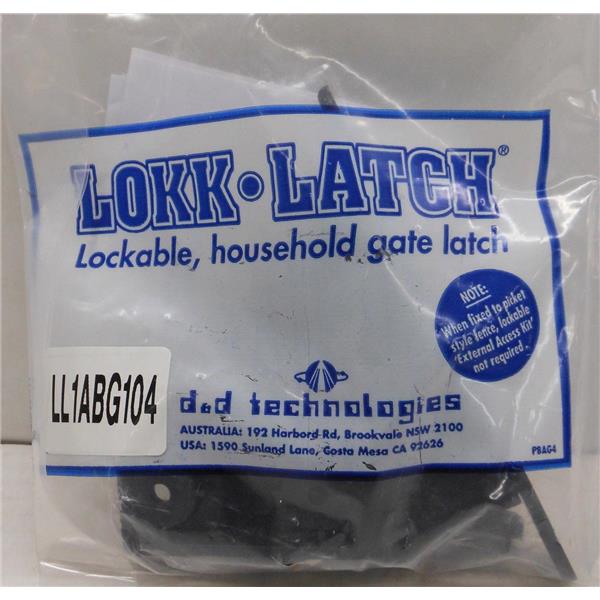 LOKK•LATCH®
Lockable, household gate latch
NOTE:
When fixed to picket
style fence, lockable
'External Access Kit'
not required.
LL1ABG104
d&d technologies
AUSTRALIA: 192 Harbord Rd, Brookvale NSW 2100
USA: 1590 Sunland Lane, Costa Mesa CA 92626
PBAG4